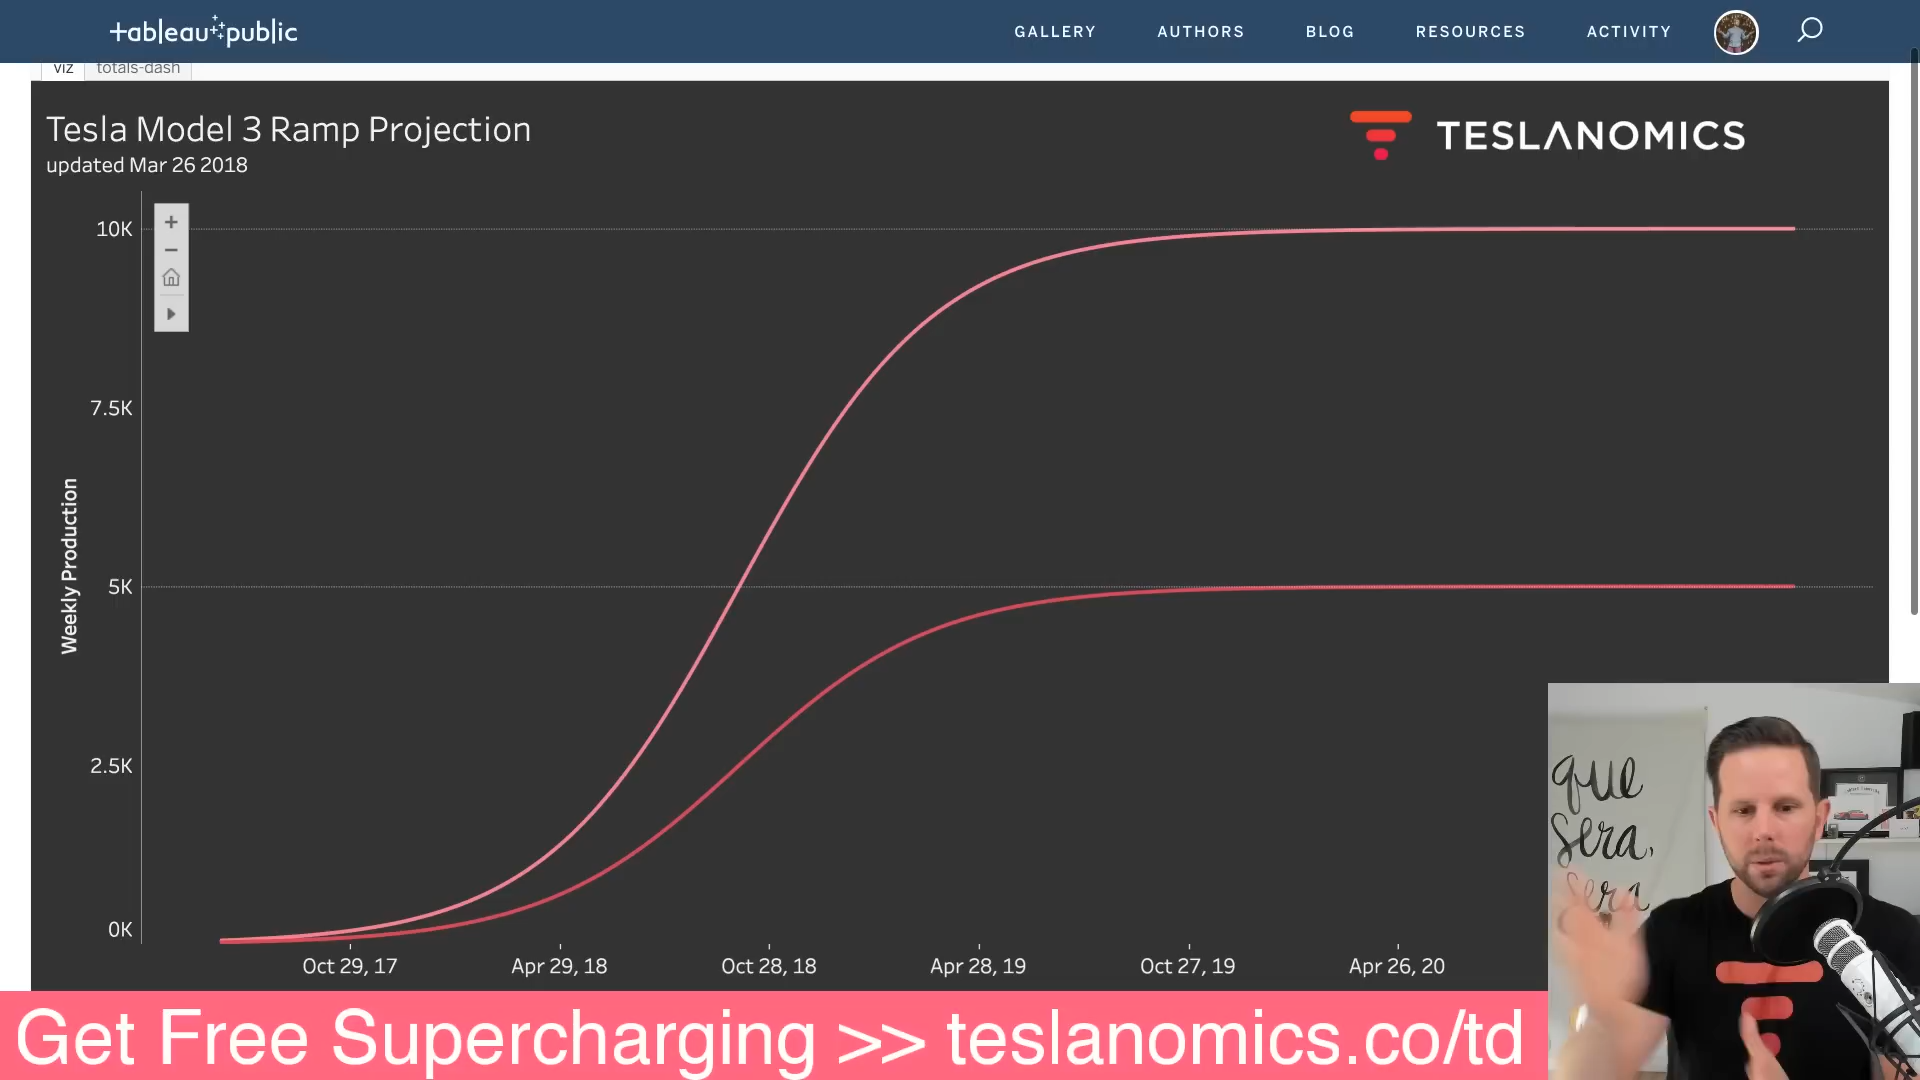 tableau public
GALLERY AUTHORS BLOG RESOURCES ACTIVITY
viz totals-dash
Tesla Model 3 Ramp Projection
updated Mar 26 2018
TESLANOMICS
10K
7.5K
5K
2.5K
0K
Weekly Production
Oct 29, 17 Apr 29, 18 Oct 28, 18 Apr 28, 19 Oct 27, 19 Apr 26, 20
que
sera,
sera
Get Free Supercharging >> teslanomics.co/td